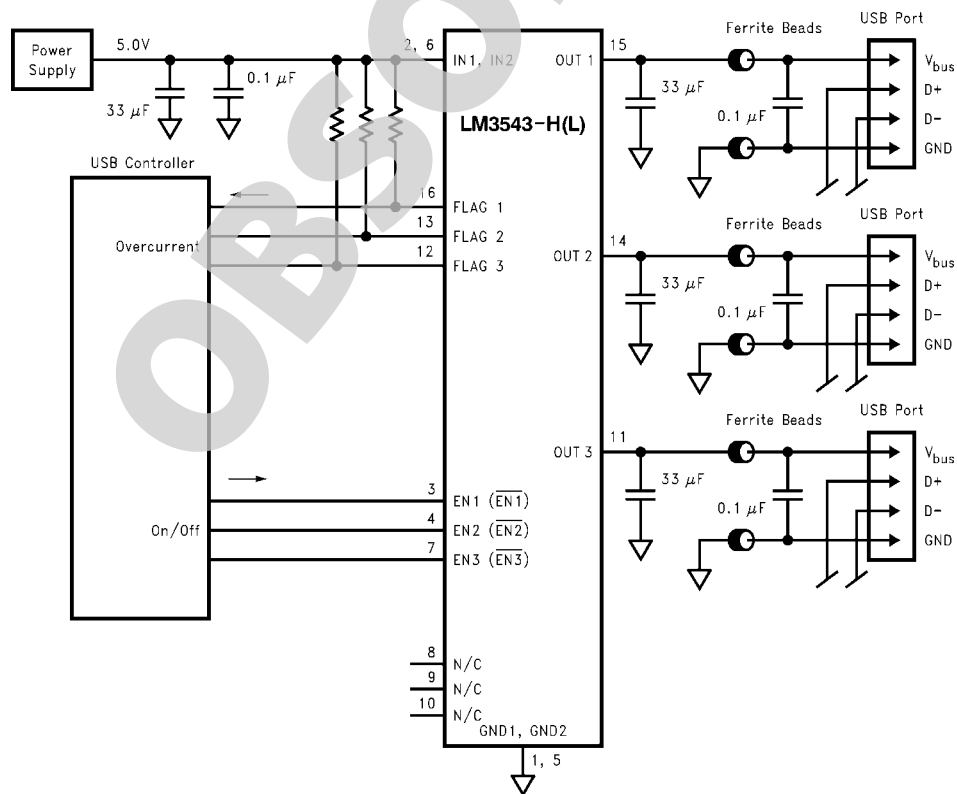 Power
Supply
5.0V
33 µF
0.1 µF
2, 6
IN1, IN2
OUT 1
15
LM3543-H(L)
33 µF
Ferrite Beads
0.1 µF
USB Port
Vbus
D+
D-
GND
USB Controller
Overcurrent
16
FLAG 1
13
FLAG 2
12
FLAG 3
OUT 2
14
33 µF
Ferrite Beads
0.1 µF
USB Port
Vbus
D+
D-
GND
OUT 3
11
33 µF
Ferrite Beads
0.1 µF
USB Port
Vbus
D+
D-
GND
On/Off
3
EN1 (EN1)
4
EN2 (EN2)
7
EN3 (EN3)
8
N/C
9
N/C
10
N/C
GND1, GND2
1, 5
OBSO